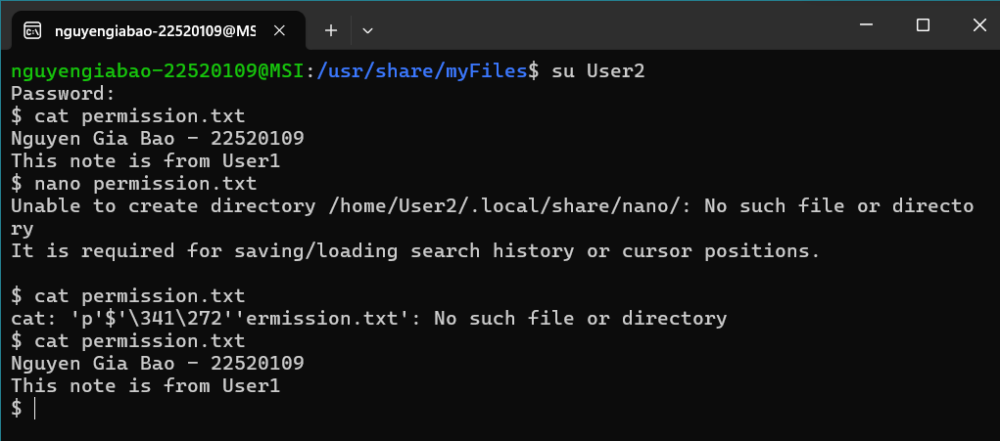 nguyengiabao-22520109@MS
nguyengiabao-22520109@MSI:/usr/share/myFiles$ su User2
Password:
$ cat permission.txt
Nguyen Gia Bao - 22520109
This note is from User1
$ nano permission.txt
Unable to create directory /home/User2/.local/share/nano/: No such file or directo
ry
It is required for saving/loading search history or cursor positions.
$ cat permission.txt
cat: 'p'$'\341\272''ermission.txt': No such file or directory
$ cat permission.txt
Nguyen Gia Bao - 22520109
This note is from User1
$